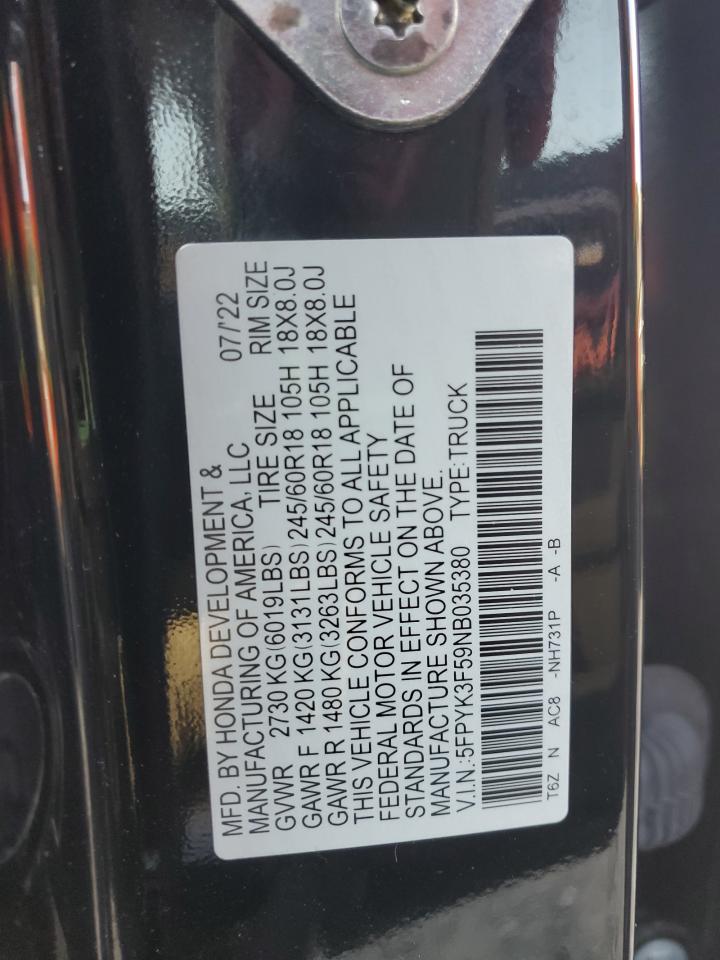 MFD. BY HONDA DEVELOPMENT &
MANUFACTURING OF AMERICA, LLC 07/'22
GVWR 2730 KG(6019LBS) TIRE SIZE RIM SIZE
GAWR F 1420 KG(3131LBS)245/60R18 105H 18X8.0J
GAWR R 1480 KG(3263LBS)245/60R18 105H 18X8.0J
THIS VEHICLE CONFORMS TO ALL APPLICABLE
FEDERAL MOTOR VEHICLE SAFETY
STANDARDS IN EFFECT ON THE DATE OF
MANUFACTURE SHOWN ABOVE.
V.I.N.:5FPYK3F59NB035380 TYPE:TRUCK
T6Z N AC8 -NH731P -A -B